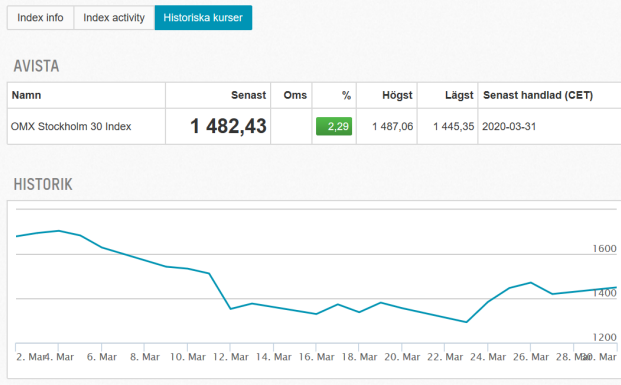 Index info Index activity Historiska kurser
AVISTA
Namn Senast Oms % Högst Lägst Senast handlad (CET)
OMX Stockholm 30 Index 1 482,43 2,29 1 487,06 1 445,35 2020-03-31
HISTORIK
1600
1400
1200
2. Mar 4. Mar 6. Mar 8. Mar 10. Mar 12. Mar 14. Mar 16. Mar 18. Mar 20. Mar 22. Mar 24. Mar 26. Mar 28. Mar 30. Mar